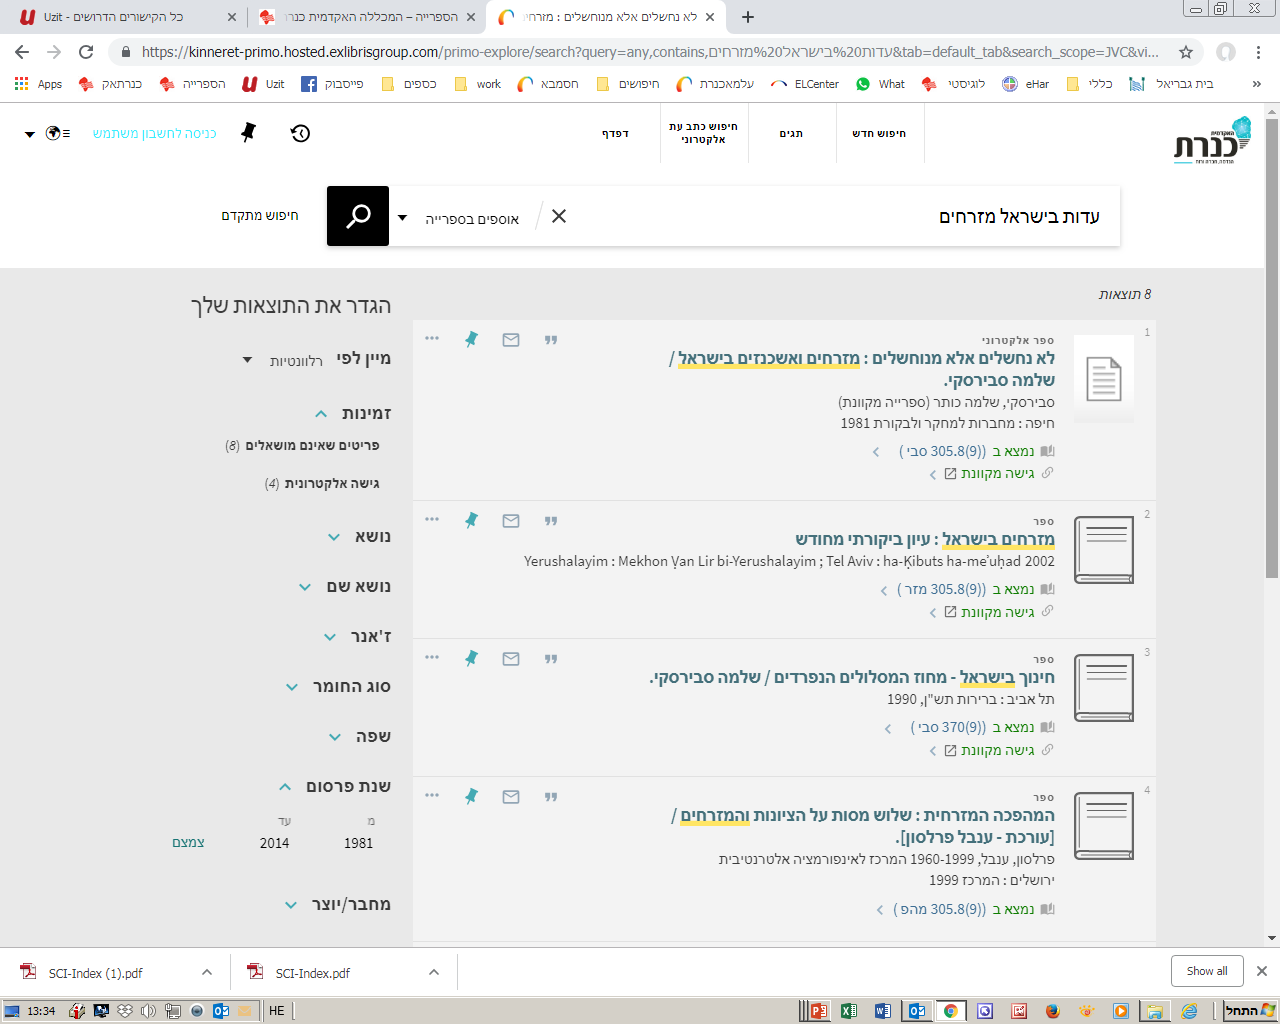 כל הקישורים הדרושים - Uzit
הספרייה – המכללה האקדמית כנרת
לא נחשלים אלא מנוחשלים : מזרחים
https://kinneret-primo.hosted.exlibrisgroup.com/primo-explore/search?query=any,contains,עדות%20בישראל%20מזרחים&tab=default_tab&search_scope=JVC&vi...
Apps כנרתאק הספרייה Uzit פייסבוק כספים work חסמבא חיפושים עלמאכנרת ELCenter What לוגיסטי eHar כללי בית גבריאל »
האקדמית
כנרת
חיפוש חדש
תגים
חיפוש כתב עת
אלקטרוני
דפדף
כניסה לחשבון משתמש
עדות בישראל מזרחים
אוספים בספרייה
חיפוש מתקדם
8 תוצאות
1
ספר אלקטרוני
לא נחשלים אלא מנוחשלים : מזרחים ואשכנזים בישראל /
שלמה סבירסקי.
סבירסקי, שלמה כותר (ספרייה מקוונת)
חיפה : מחברות למחקר ולבקורת 1981
נמצא ב ((9)305.8 סבי )
גישה מקוונת
2
ספר
מזרחים בישראל : עיון ביקורתי מחודש
Yerushalayim : Mekhon Ṿan Lir bi-Yerushalayim ; Tel Aviv : ha-Ḳibuts ha-meʼuḥad 2002
נמצא ב ((9)305.8 מזר )
גישה מקוונת
3
ספר
חינוך בישראל - מחוז המסלולים הנפרדים / שלמה סבירסקי.
תל אביב : ברירות תש"ן, 1990
נמצא ב ((9)370 סבי )
גישה מקוונת
4
ספר
המהפכה המזרחית : שלוש מסות על הציונות והמזרחים /
[עורכת - ענבל פרלסון].
פרלסון, ענבל, 1960-1999 המרכז לאינפורמציה אלטרנטיבית
ירושלים : המרכז 1999
נמצא ב ((9)305.8 מהפ )
הגדר את התוצאות שלך
מיין לפי רלוונטיות
זמינות
פריטים שאינם מושאלים (8)
גישה אלקטרונית (4)
נושא
נושא שם
ז'אנר
סוג החומר
שפה
שנת פרסום
מ עד
1981 2014 צמצם
מחבר/יוצר
SCI-Index (1).pdf
SCI-Index.pdf
Show all
13:34
HE
התחל